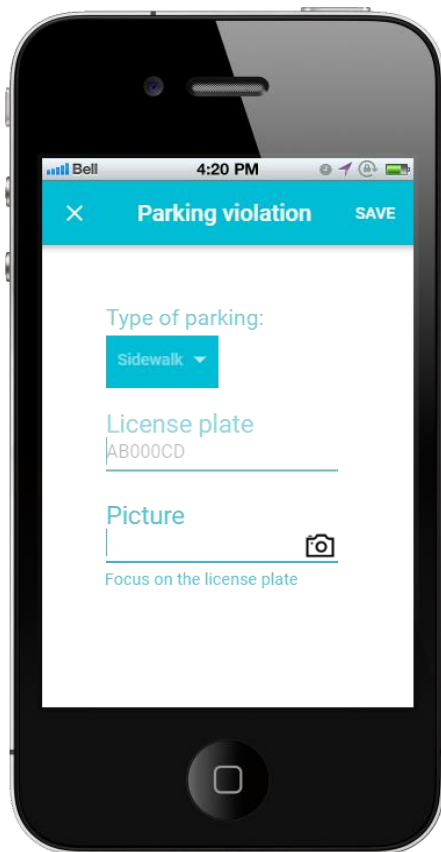 Bell 4:20 PM
Parking violation SAVE
Type of parking:
Sidewalk
License plate
AB000CD
Picture
Focus on the license plate